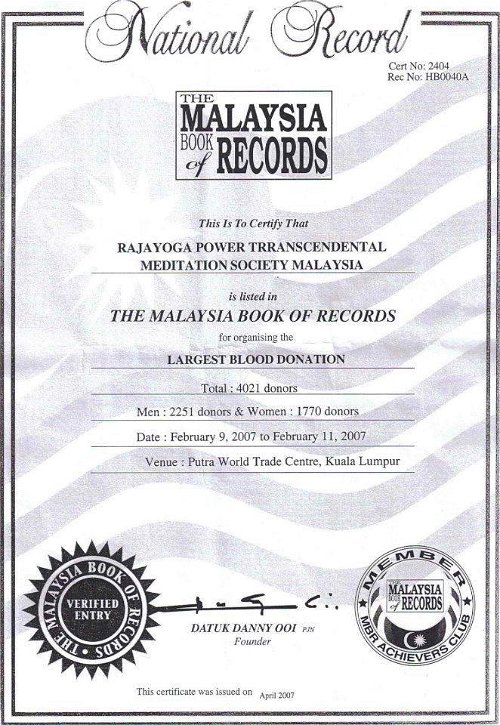 National Record
Cert No: 2404
Rec No: HB0040A
THE
MALAYSIA
BOOK
of RECORDS
This Is To Certify That
RAJAYOGA POWER TRRANSCENDENTAL
MEDITATION SOCIETY MALAYSIA
is listed in
THE MALAYSIA BOOK OF RECORDS
for organising the
LARGEST BLOOD DONATION
Total : 4021 donors
Men : 2251 donors & Women : 1770 donors
Date : February 9, 2007 to February 11, 2007
Venue : Putra World Trade Centre, Kuala Lumpur
• THE MALAYSIA BOOK OF RECORDS •
VERIFIED
ENTRY
DATUK DANNY OOI PJN
Founder
★ MEMBER ★
THE
MALAYSIA
BOOK
of RECORDS
MBR ACHIEVERS CLUB
This certificate was issued on April 2007